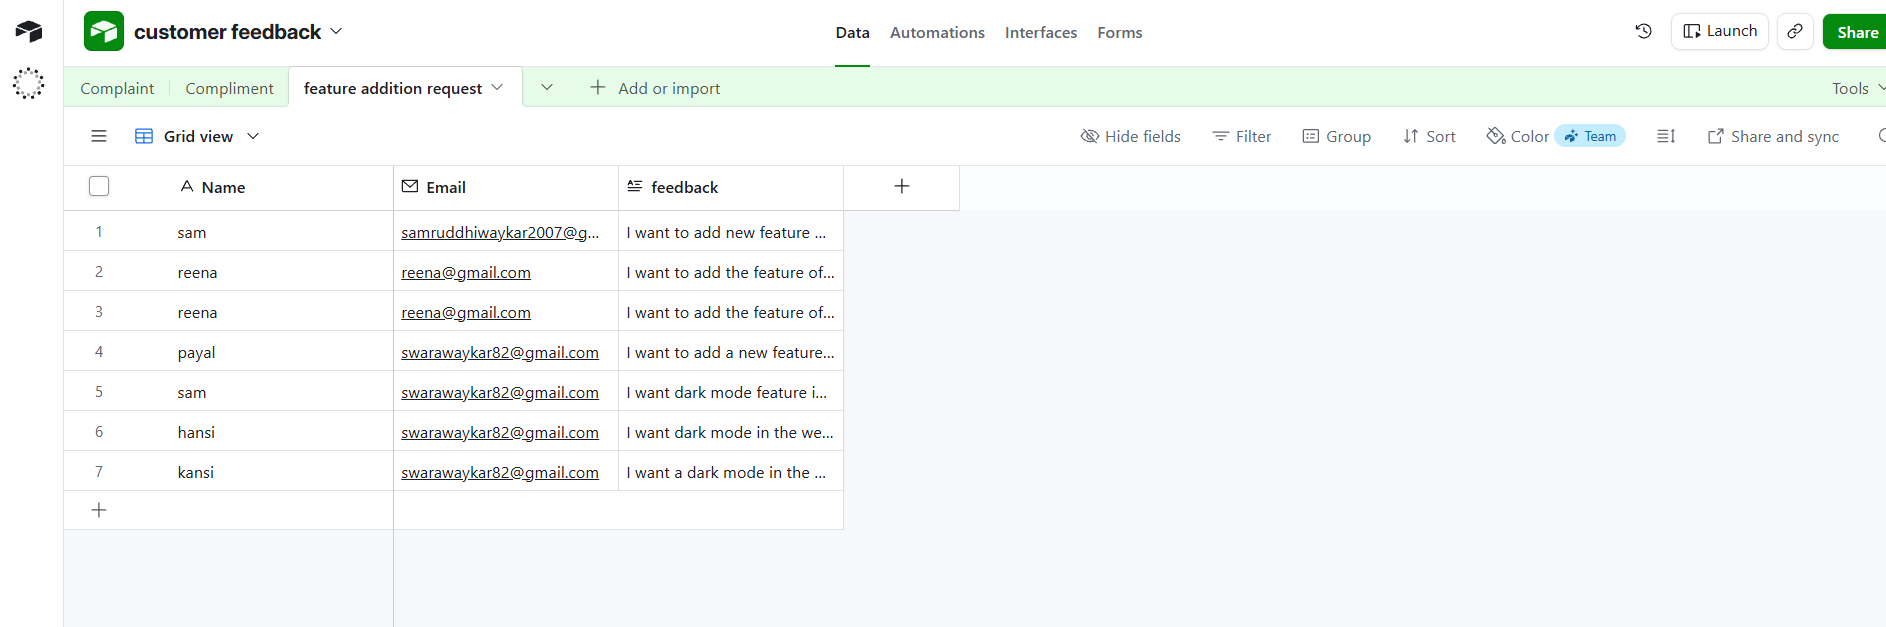 customer feedback
Data Automations Interfaces Forms
Launch
Share
Complaint Compliment feature addition request
Add or import
Tools
Grid view
Hide fields Filter Group Sort Color Team Share and sync
Name Email feedback
1 sam samruddhiwaykar2007@g... I want to add new feature ...
2 reena reena@gmail.com I want to add the feature of...
3 reena reena@gmail.com I want to add the feature of...
4 payal swarawaykar82@gmail.com I want to add a new feature...
5 sam swarawaykar82@gmail.com I want dark mode feature i...
6 hansi swarawaykar82@gmail.com I want dark mode in the we...
7 kansi swarawaykar82@gmail.com I want a dark mode in the ...